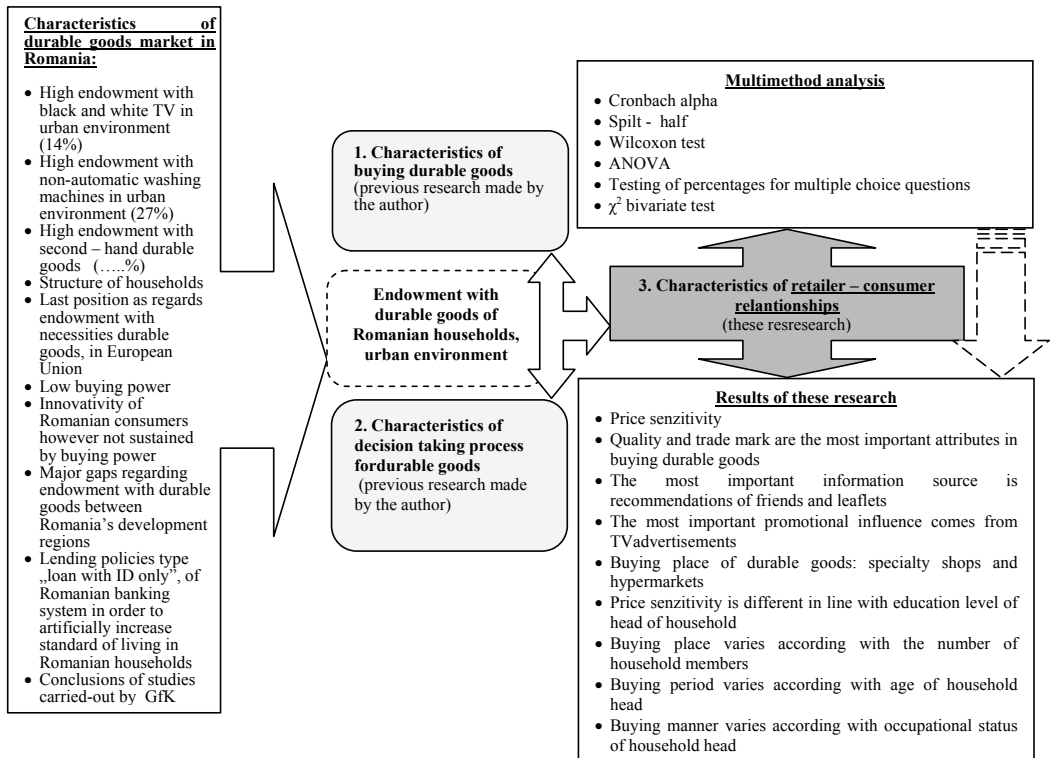 Characteristics of
durable goods market in
Romania:
• High endowment with
black and white TV in
urban environment
(14%)
• High endowment with
non-automatic washing
machines in urban
environment (27%)
• High endowment with
second – hand durable
goods (…..%)
• Structure of households
• Last position as regards
endowment with
necessities durable
goods, in European
Union
• Low buying power
• Innovativity of
Romanian consumers
however not sustained
by buying power
• Major gaps regarding
endowment with durable
goods between
Romania's development
regions
• Lending policies type
„loan with ID only", of
Romanian banking
system in order to
artificially increase
standard of living in
Romanian households
• Conclusions of studies
carried-out by GfK
1. Characteristics of
buying durable goods
(previous research made by
the author)
Endowment with
durable goods of
Romanian households,
urban environment
2. Characteristics of
decision taking process
fordurable goods
(previous research made
by the author)
Multimethod analysis
• Cronbach alpha
• Spilt - half
• Wilcoxon test
• ANOVA
• Testing of percentages for multiple choice questions
• χ² bivariate test
3. Characteristics of retailer – consumer
relantionships
(these resresearch)
Results of these research
• Price senzitivity
• Quality and trade mark are the most important attributes in
buying durable goods
• The most important information source is
recommendations of friends and leaflets
• The most important promotional influence comes from
TVadvertisements
• Buying place of durable goods: specialty shops and
hypermarkets
• Price senzitivity is different in line with education level of
head of household
• Buying place varies according with the number of
household members
• Buying period varies according with age of household
head
• Buying manner varies according with occupational status
of household head